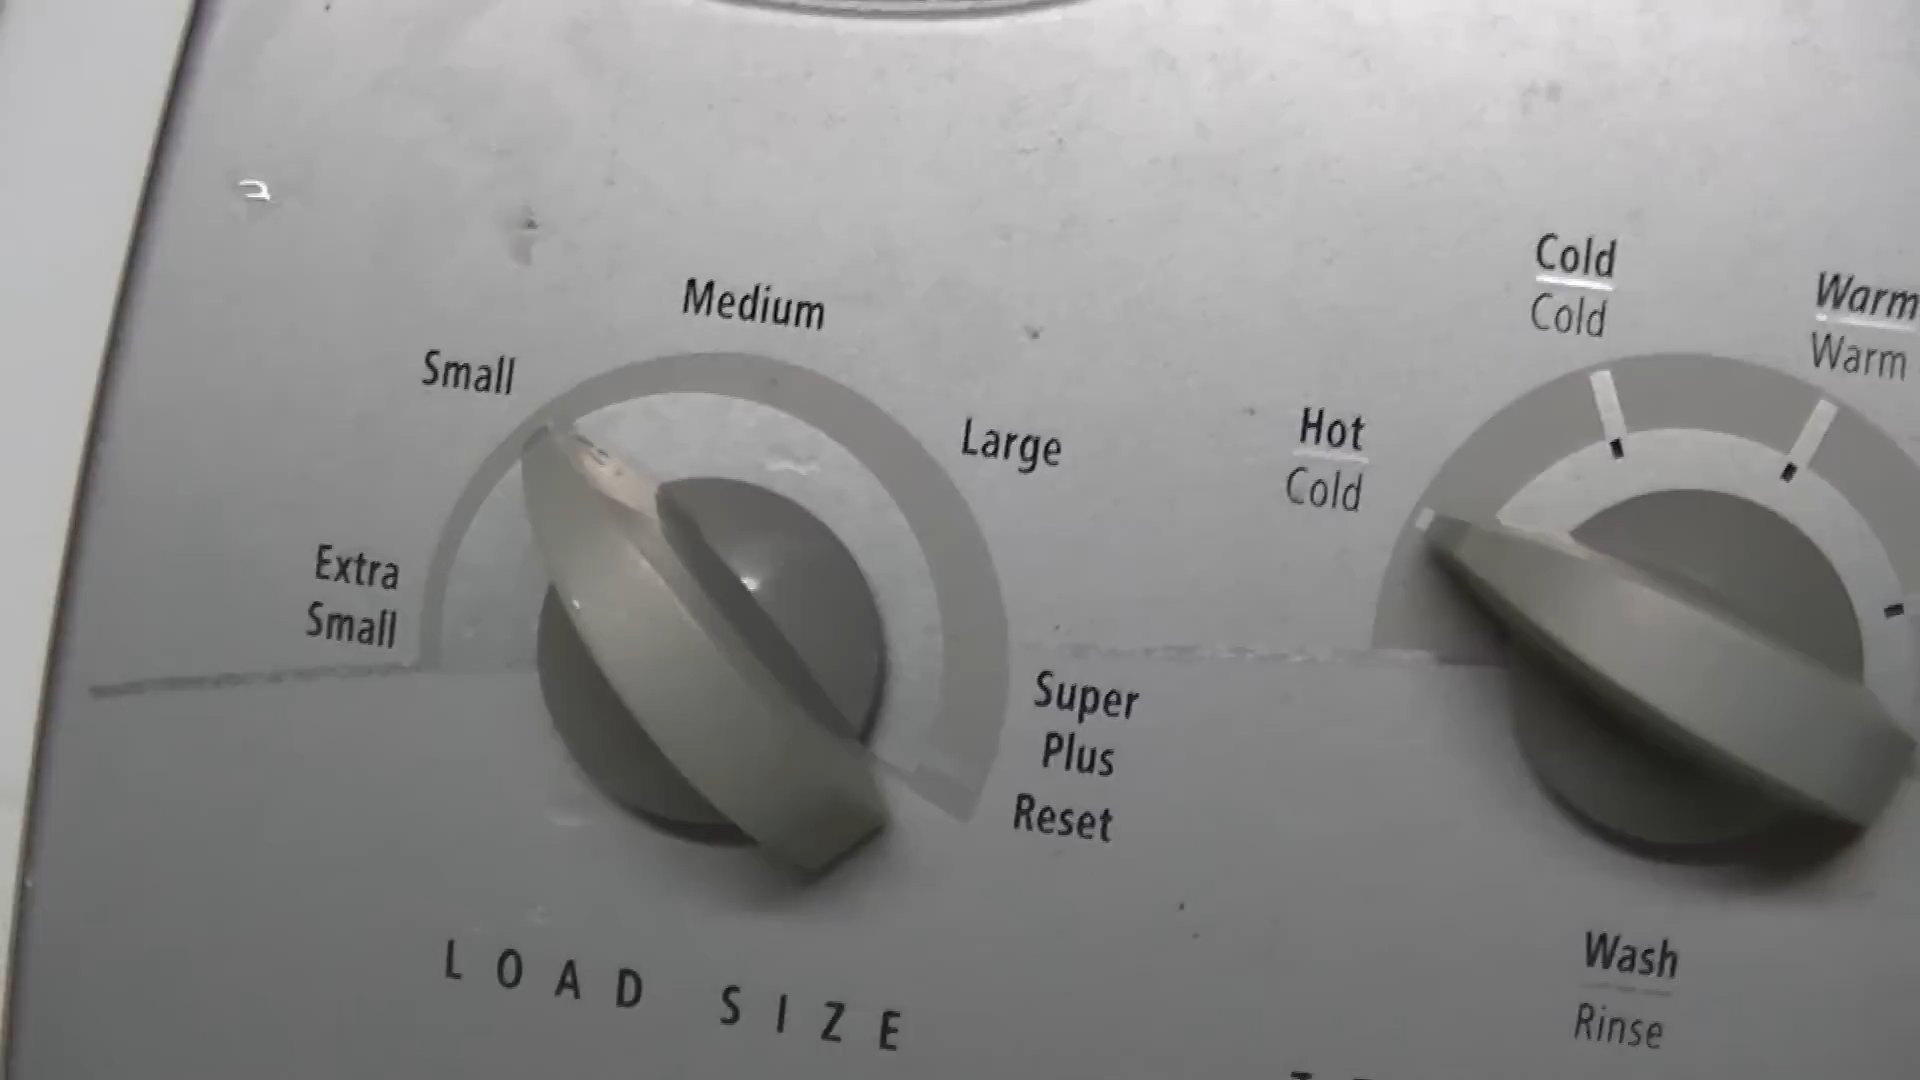 Medium
Small
Large
Extra
Small
Super
Plus
Reset
LOAD SIZE
Cold
Cold
Warm
Warm
Hot
Cold
Wash
Rinse